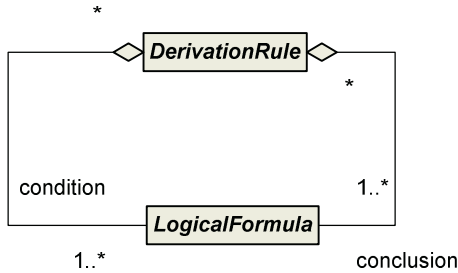 *
DerivationRule
*
condition
1..*
LogicalFormula
1..*
conclusion